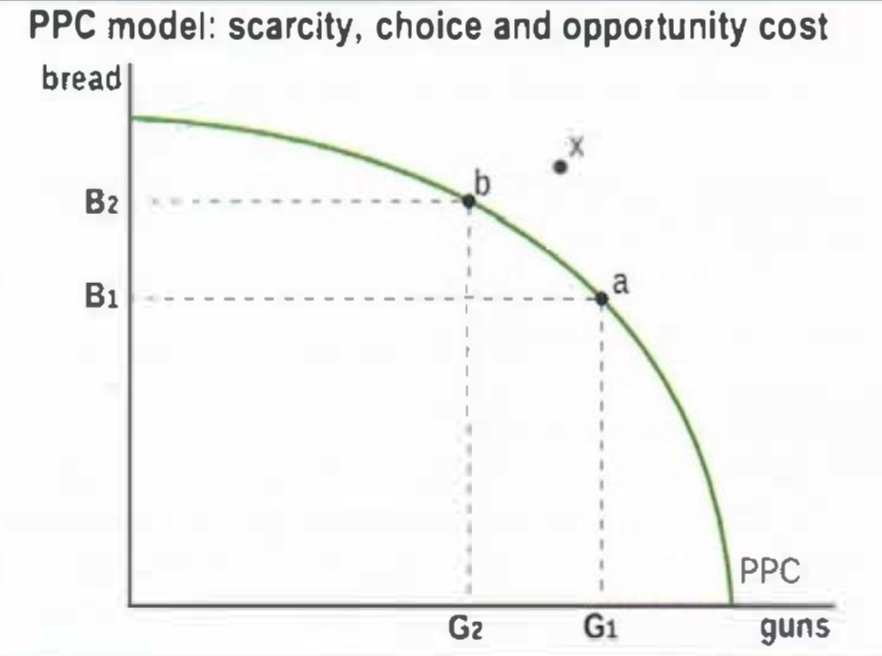 PPC model: scarcity, choice and opportunity cost
bread
x
b
B2
a
B1
PPC
G2 G1 guns